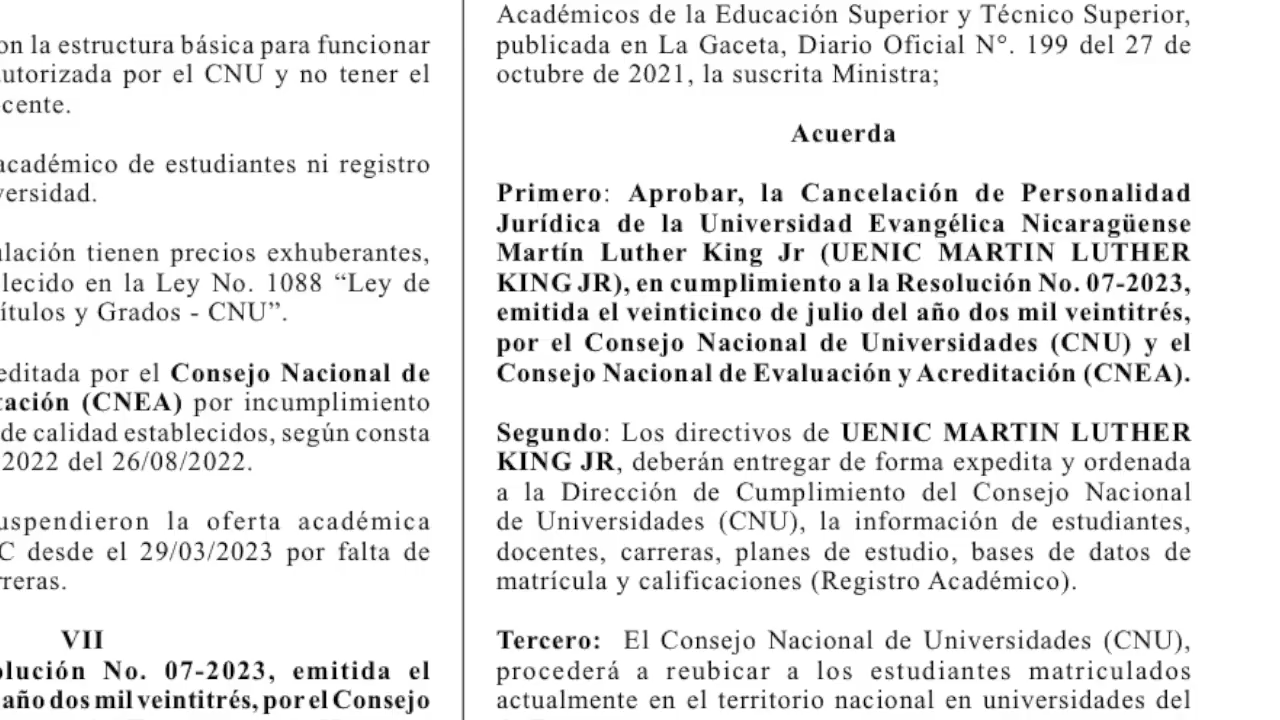 on la estructura básica para funcionar
autorizada por el CNU y no tener el
cente.
académico de estudiantes ni registro
versidad.
ulación tienen precios exhuberantes,
lecido en la Ley No. 1088 “Ley de
ítulos y Grados - CNU”.
editada por el Consejo Nacional de
tación (CNEA) por incumplimiento
de calidad establecidos, según consta
2022 del 26/08/2022.
uspendieron la oferta académica
C desde el 29/03/2023 por falta de
rreras.
VII
olución No. 07-2023, emitida el
año dos mil veintitrés, por el Consejo
Académicos de la Educación Superior y Técnico Superior,
publicada en La Gaceta, Diario Oficial N°. 199 del 27 de
octubre de 2021, la suscrita Ministra;
Acuerda
Primero: Aprobar, la Cancelación de Personalidad
Jurídica de la Universidad Evangélica Nicaragüense
Martín Luther King Jr (UENIC MARTIN LUTHER
KING JR), en cumplimiento a la Resolución No. 07-2023,
emitida el veinticinco de julio del año dos mil veintitrés,
por el Consejo Nacional de Universidades (CNU) y el
Consejo Nacional de Evaluación y Acreditación (CNEA).
Segundo: Los directivos de UENIC MARTIN LUTHER
KING JR, deberán entregar de forma expedita y ordenada
a la Dirección de Cumplimiento del Consejo Nacional
de Universidades (CNU), la información de estudiantes,
docentes, carreras, planes de estudio, bases de datos de
matrícula y calificaciones (Registro Académico).
Tercero: El Consejo Nacional de Universidades (CNU),
procederá a reubicar a los estudiantes matriculados
actualmente en el territorio nacional en universidades del